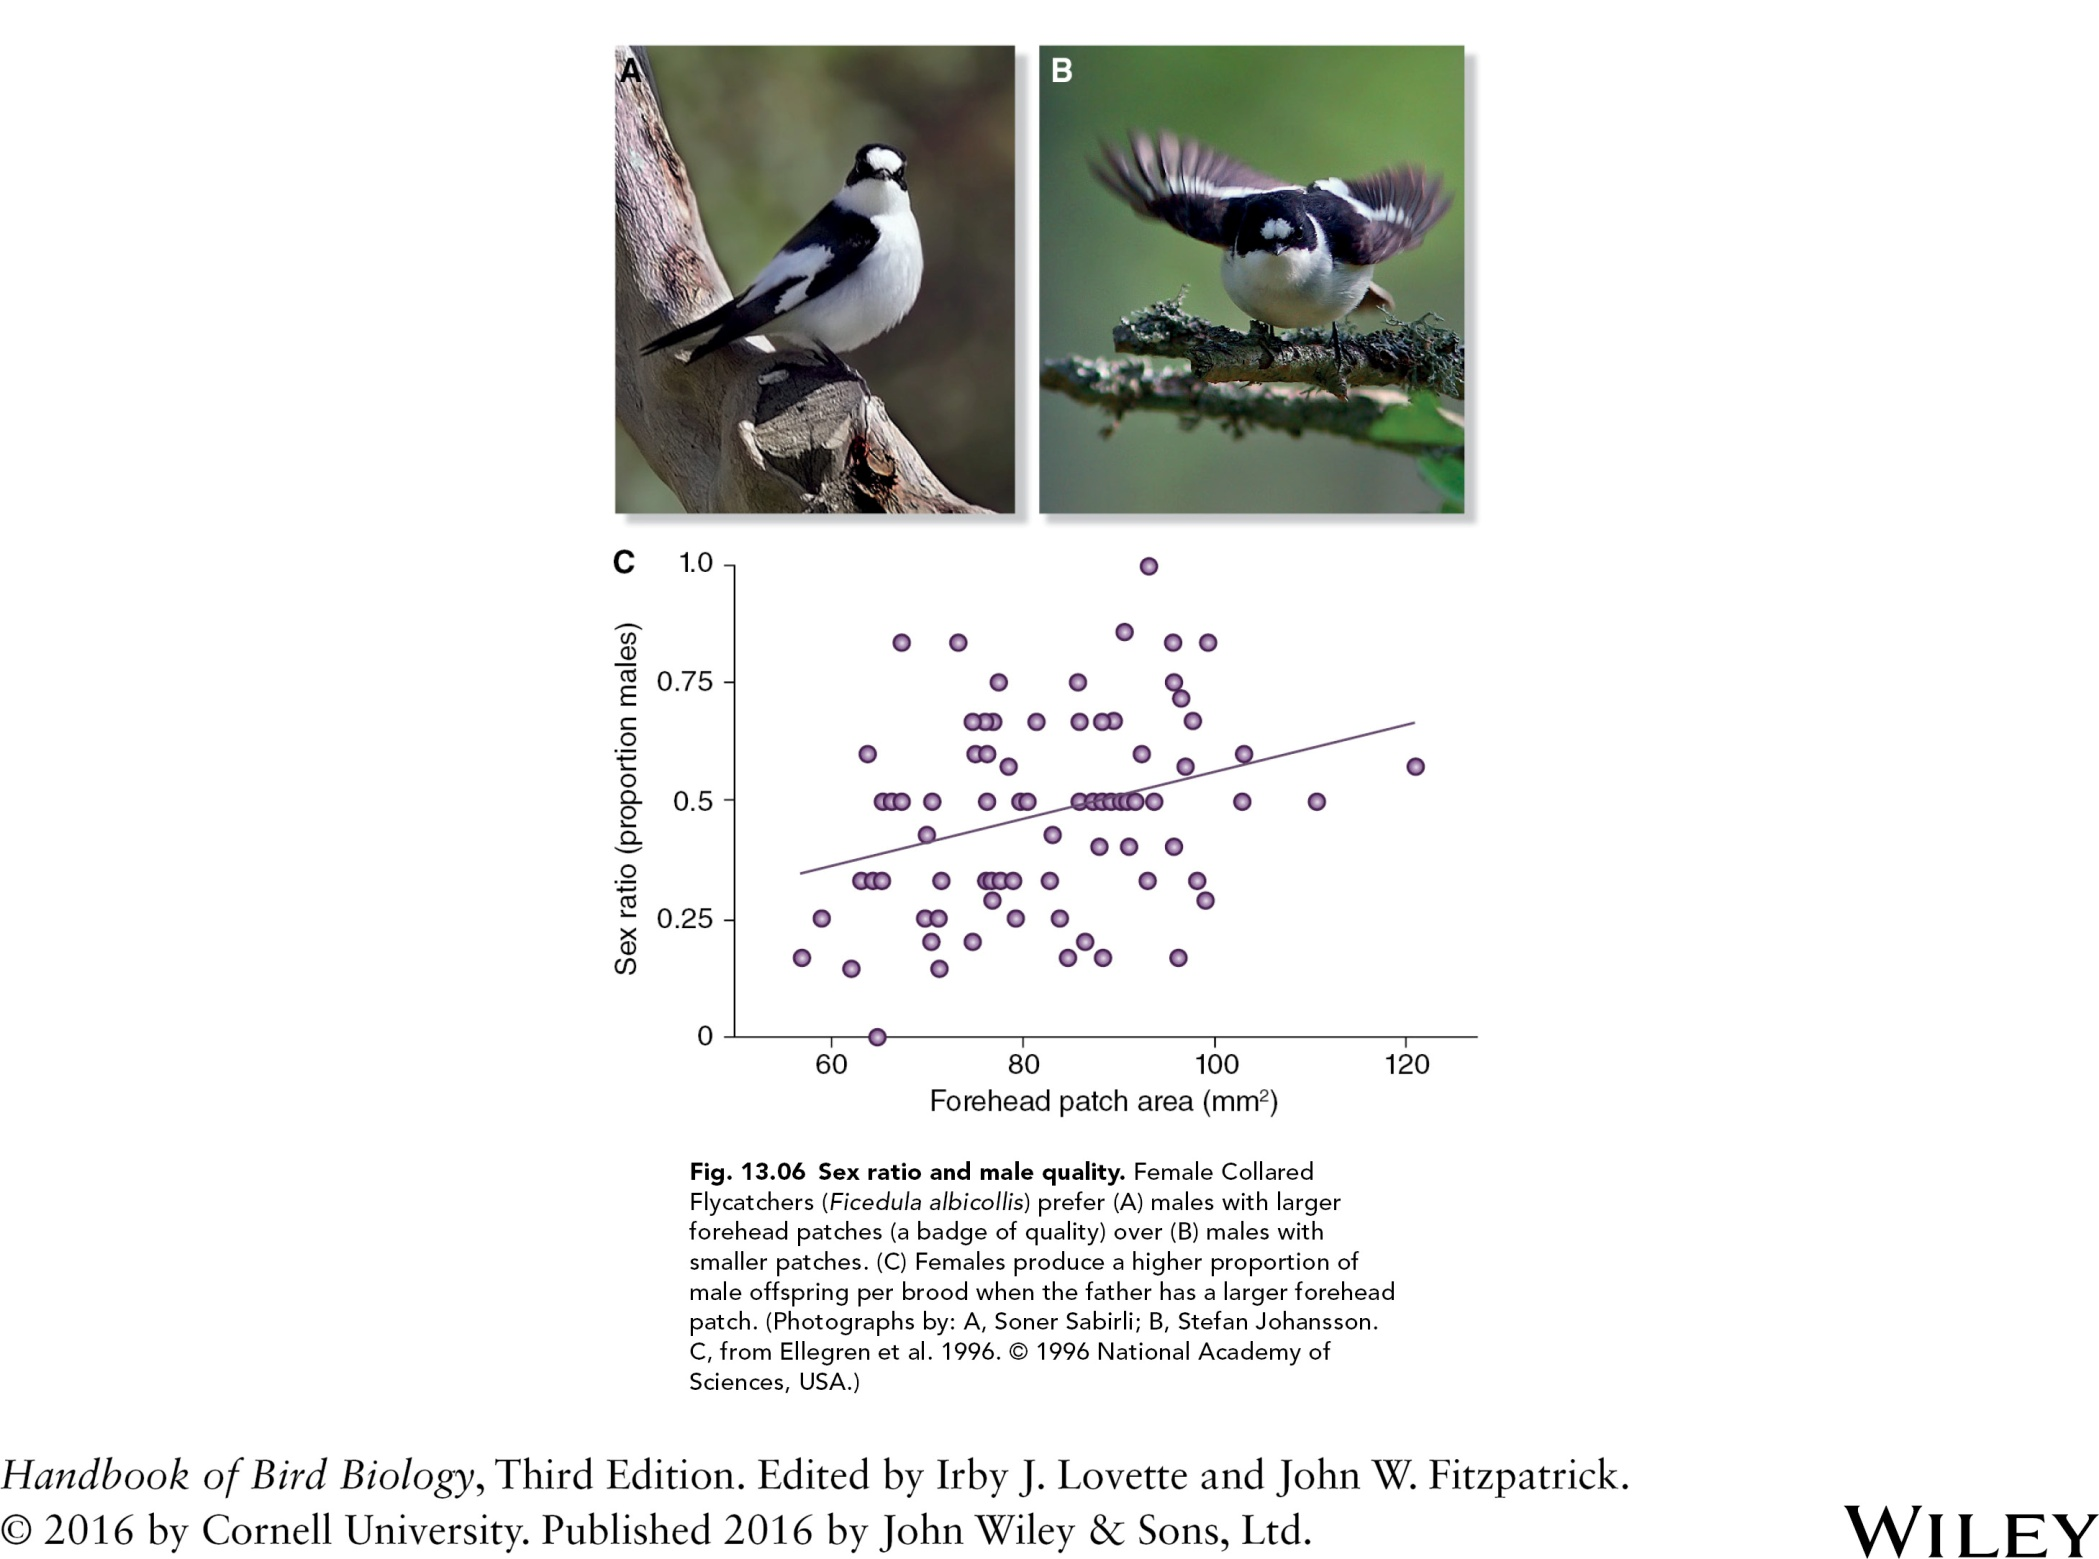 A
B
C
1.0
0.75
0.5
0.25
0
Sex ratio (proportion males)
60 80 100 120
Forehead patch area (mm²)
Fig. 13.06 Sex ratio and male quality. Female Collared
Flycatchers (Ficedula albicollis) prefer (A) males with larger
forehead patches (a badge of quality) over (B) males with
smaller patches. (C) Females produce a higher proportion of
male offspring per brood when the father has a larger forehead
patch. (Photographs by: A, Soner Sabirli; B, Stefan Johansson.
C, from Ellegren et al. 1996. © 1996 National Academy of
Sciences, USA.)
Handbook of Bird Biology, Third Edition. Edited by Irby J. Lovette and John W. Fitzpatrick.
© 2016 by Cornell University. Published 2016 by John Wiley & Sons, Ltd.
WILEY